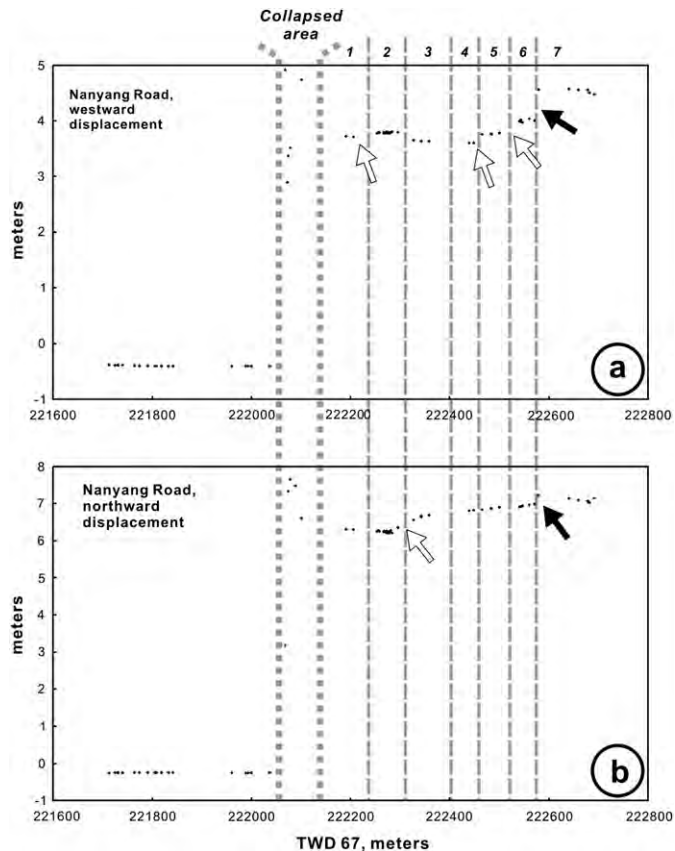 Collapsed
area
1 2 3 4 5 6 7
Nanyang Road,
westward
displacement
meters
5
4
3
2
1
0
-1
a
221600 221800 222000 222200 222400 222600 222800
Nanyang Road,
northward
displacement
meters
8
7
6
5
4
3
2
1
0
-1
b
221600 221800 222000 222200 222400 222600 222800
TWD 67, meters